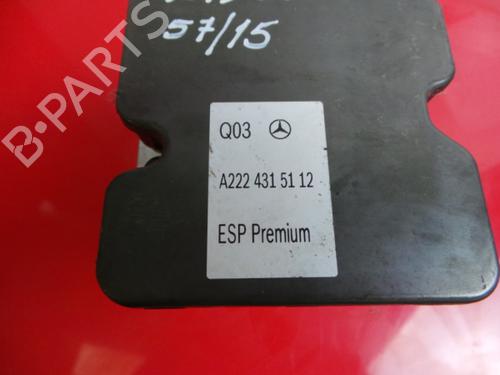 57/15
Q03
A222 431 51 12
ESP Premium
B-PARTS